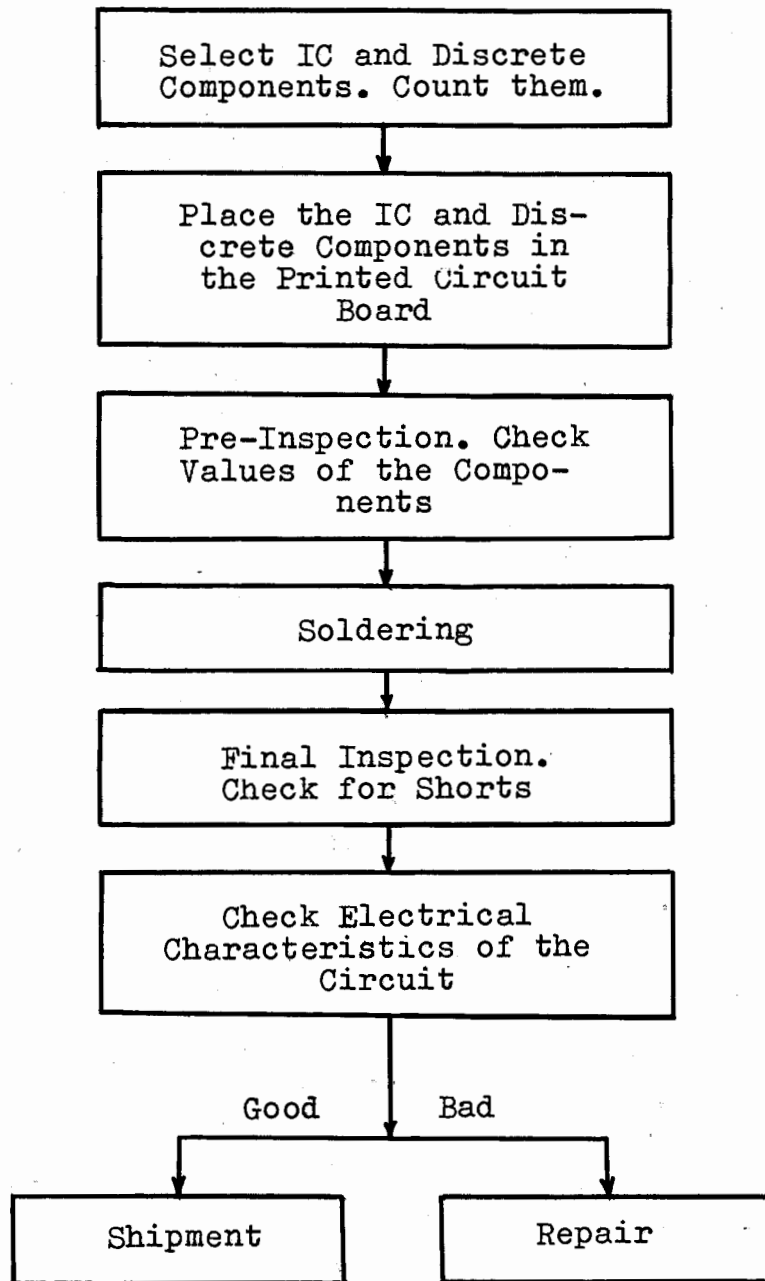 Select IC and Discrete
Components. Count them.
Place the IC and Dis-
crete Components in
the Printed Circuit
Board
Pre-Inspection. Check
Values of the Compo-
nents
Soldering
Final Inspection.
Check for Shorts
Check Electrical
Characteristics of the
Circuit
Good Bad
Shipment
Repair